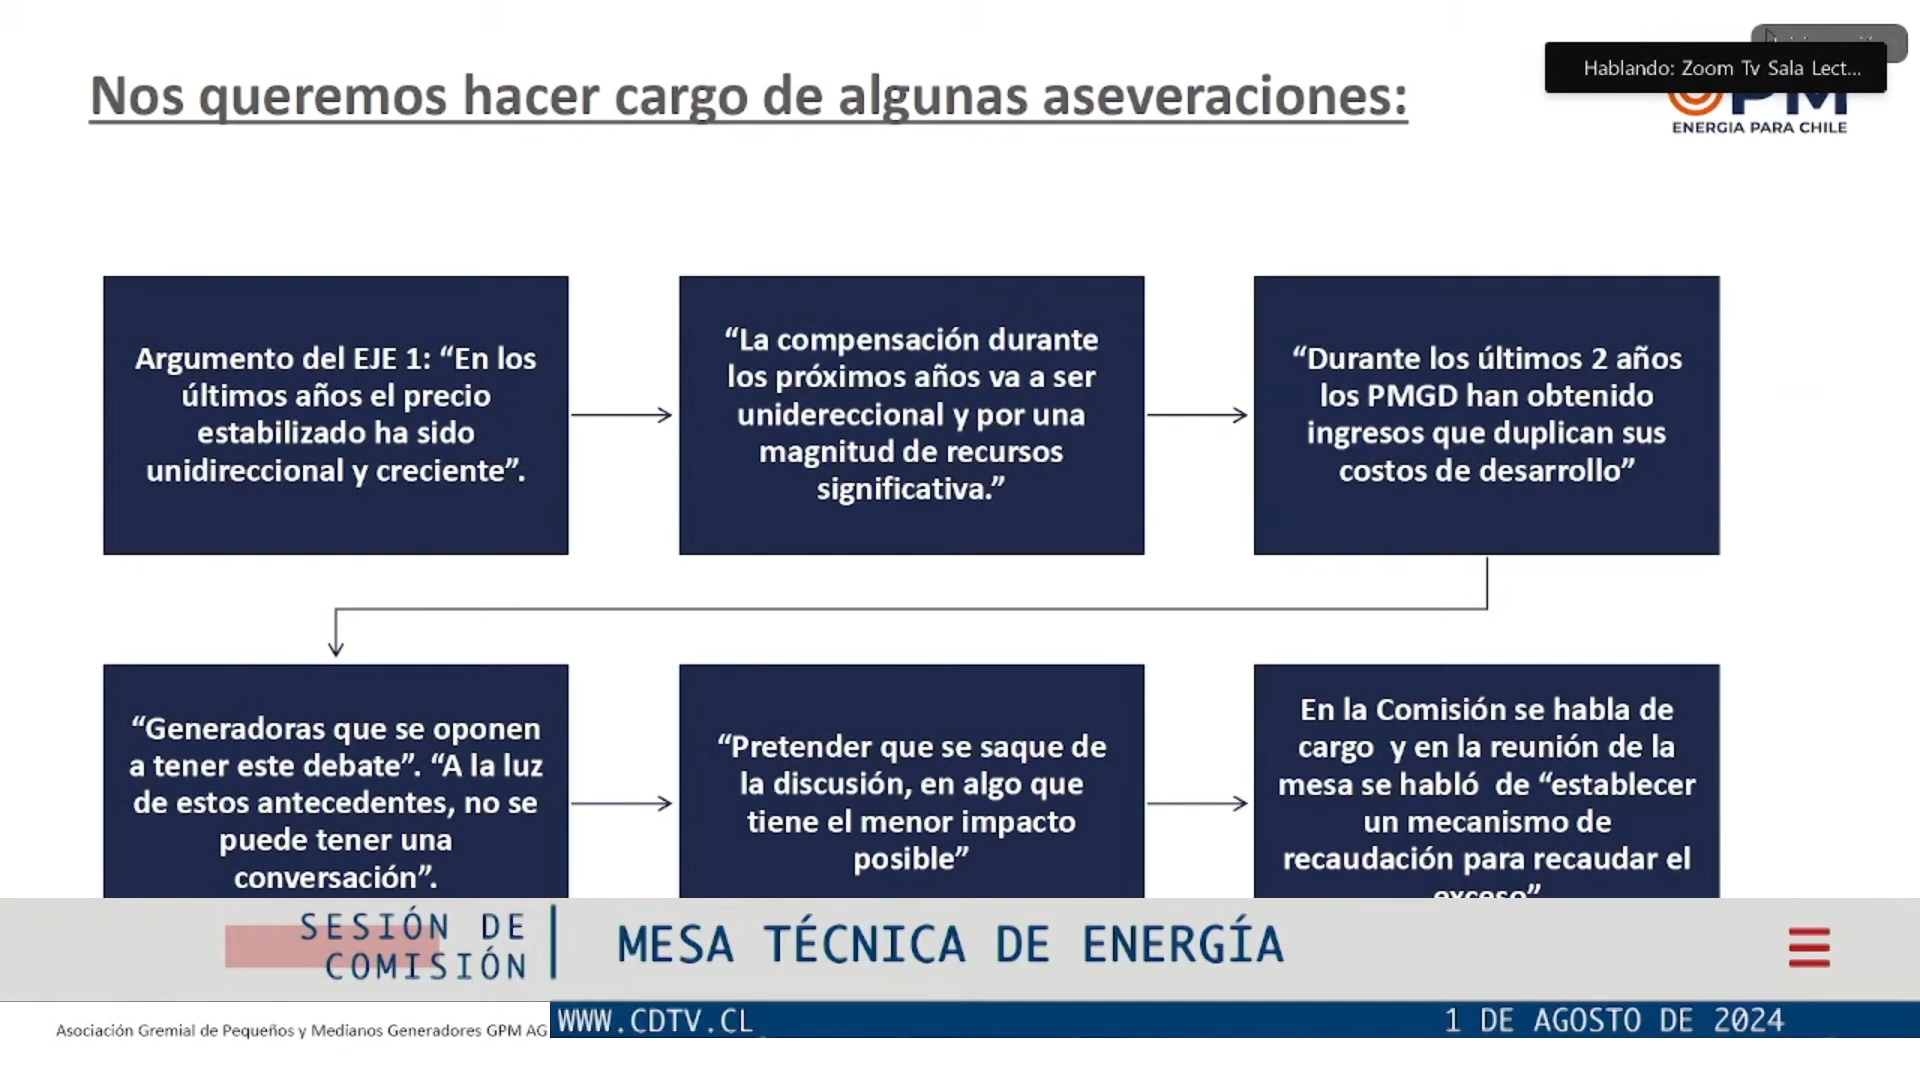 Nos queremos hacer cargo de algunas aseveraciones:
Hablando: Zoom Tv Sala Lect...
ENERGIA PARA CHILE
Argumento del EJE 1: “En los
últimos años el precio
estabilizado ha sido
unidireccional y creciente”.
“La compensación durante
los próximos años va a ser
unidereccional y por una
magnitud de recursos
significativa.”
“Durante los últimos 2 años
los PMGD han obtenido
ingresos que duplican sus
costos de desarrollo”
“Generadoras que se oponen
a tener este debate”. “A la luz
de estos antecedentes, no se
puede tener una
conversación”.
“Pretender que se saque de
la discusión, en algo que
tiene el menor impacto
posible”
En la Comisión se habla de
cargo y en la reunión de la
mesa se habló de “establecer
un mecanismo de
recaudación para recaudar el
exceso”
SESIÓN DE
COMISIÓN
MESA TÉCNICA DE ENERGÍA
Asociación Gremial de Pequeños y Medianos Generadores GPM AG
WWW.CDTV.CL
1 DE AGOSTO DE 2024